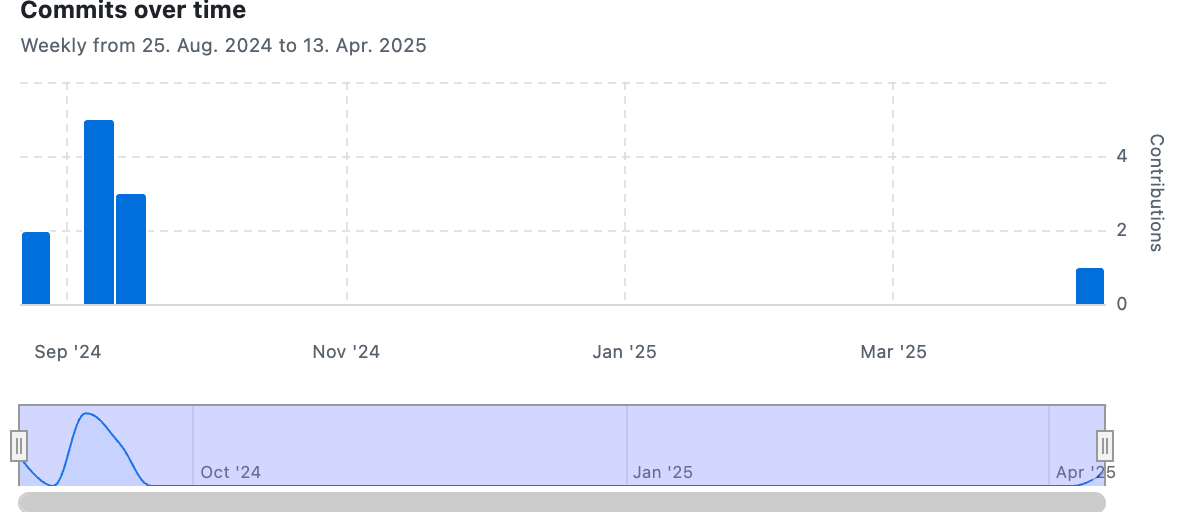 Commits over time
Weekly from 25. Aug. 2024 to 13. Apr. 2025
4
2
0
Contributions
Sep '24
Nov '24
Jan '25
Mar '25
Oct '24
Jan '25
Apr '25